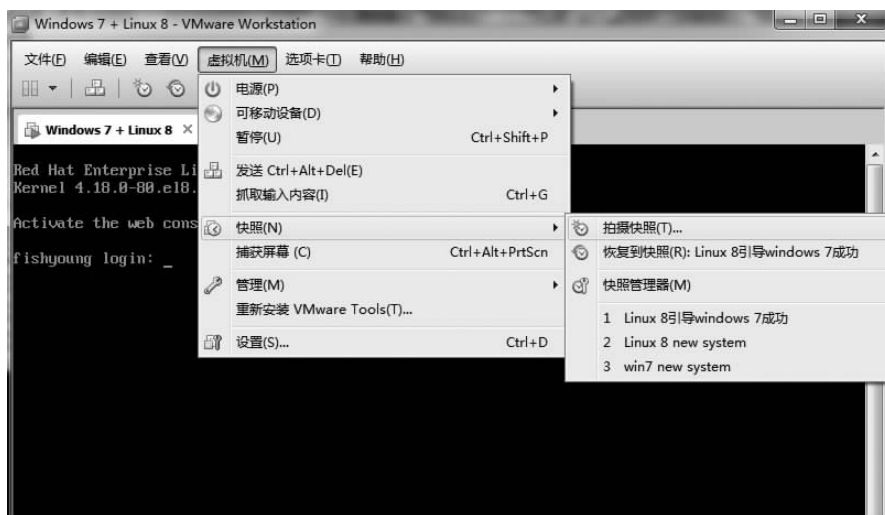 Windows 7 + Linux 8 - VMware Workstation
文件(F) 编辑(E) 查看(V) 虚拟机(M) 选项卡(T) 帮助(H)
Windows 7 + Linux 8 ×
Red Hat Enterprise Li
Kernel 4.18.0-80.el8.
Activate the web cons
fishyoung login: _
电源(P)
可移动设备(D)
暂停(U) Ctrl+Shift+P
发送 Ctrl+Alt+Del(E)
抓取输入内容(I) Ctrl+G
快照(N)
捕获屏幕 (C) Ctrl+Alt+PrtScn
管理(M)
重新安装 VMware Tools(T)...
设置(S)... Ctrl+D
拍摄快照(T)...
恢复到快照(R): Linux 8引导windows 7成功
快照管理器(M)
1 Linux 8引导windows 7成功
2 Linux 8 new system
3 win7 new system